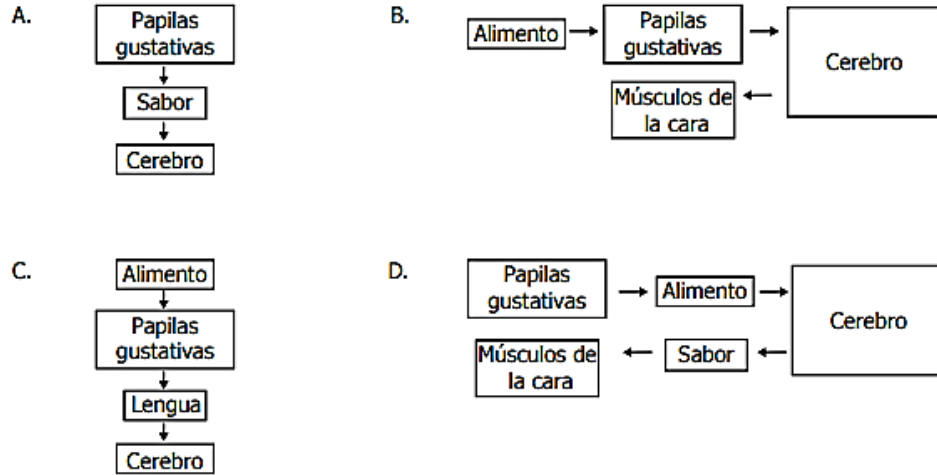 A.
Papilas
gustativas
Sabor
Cerebro
B.
Alimento
Papilas
gustativas
Cerebro
Músculos de
la cara
C.
Alimento
Papilas
gustativas
Lengua
Cerebro
D.
Papilas
gustativas
Alimento
Cerebro
Músculos de
la cara
Sabor